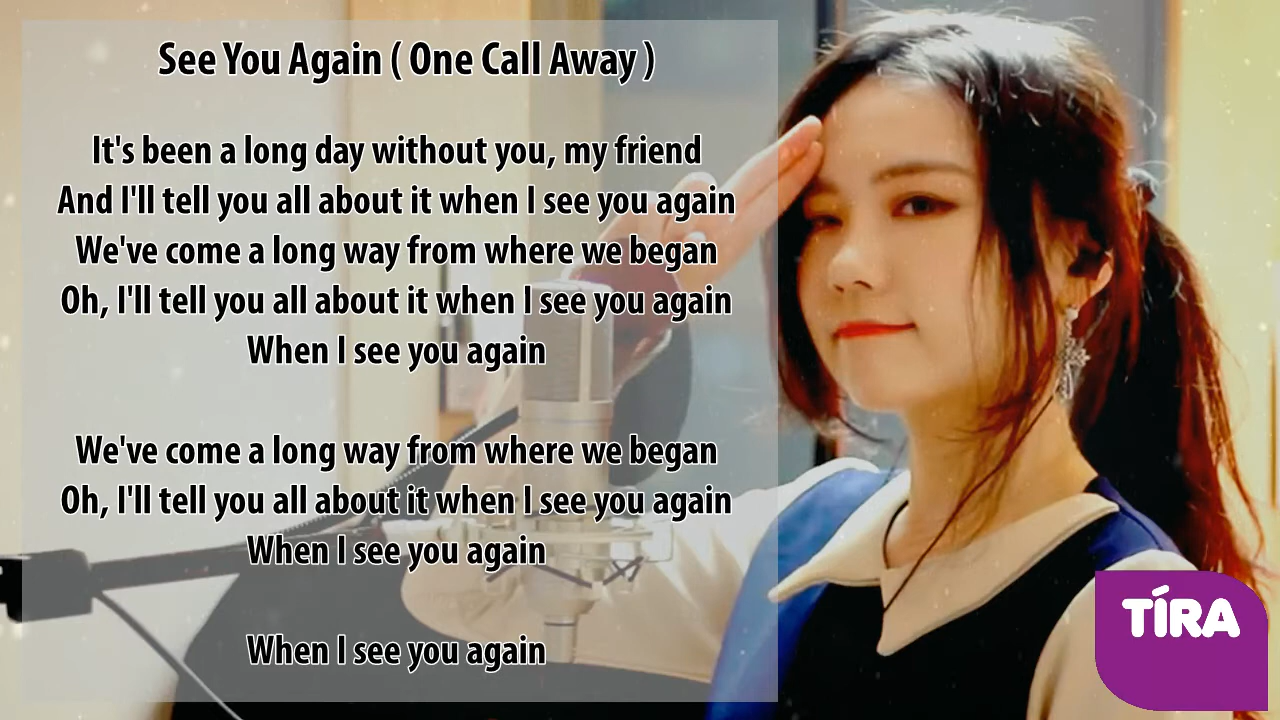 See You Again ( One Call Away )
It's been a long day without you, my friend
And I'll tell you all about it when I see you again
We've come a long way from where we began
Oh, I'll tell you all about it when I see you again
When I see you again
We've come a long way from where we began
Oh, I'll tell you all about it when I see you again
When I see you again
When I see you again
TÍRA